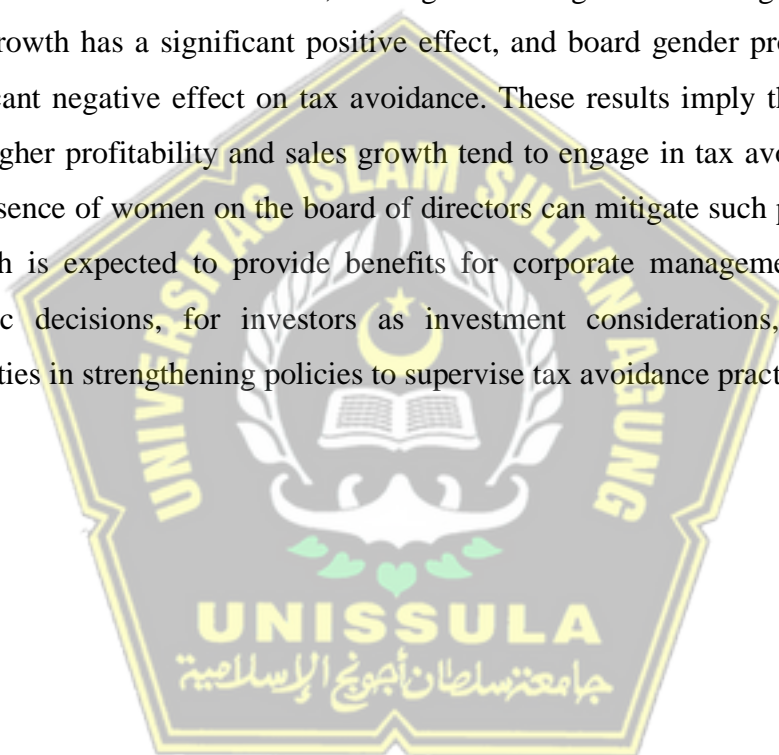 rowth has a significant positive effect, and board gender pr
cant negative effect on tax avoidance. These results imply th
gher profitability and sales growth tend to engage in tax avo
sence of women on the board of directors can mitigate such p
h is expected to provide benefits for corporate manageme
c decisions, for investors as investment considerations,
ties in strengthening policies to supervise tax avoidance pract
UNIVERSITAS ISLAM SULTAN AGUNG
UNISSULA
جامعة سلطان أجونج الإسلامية